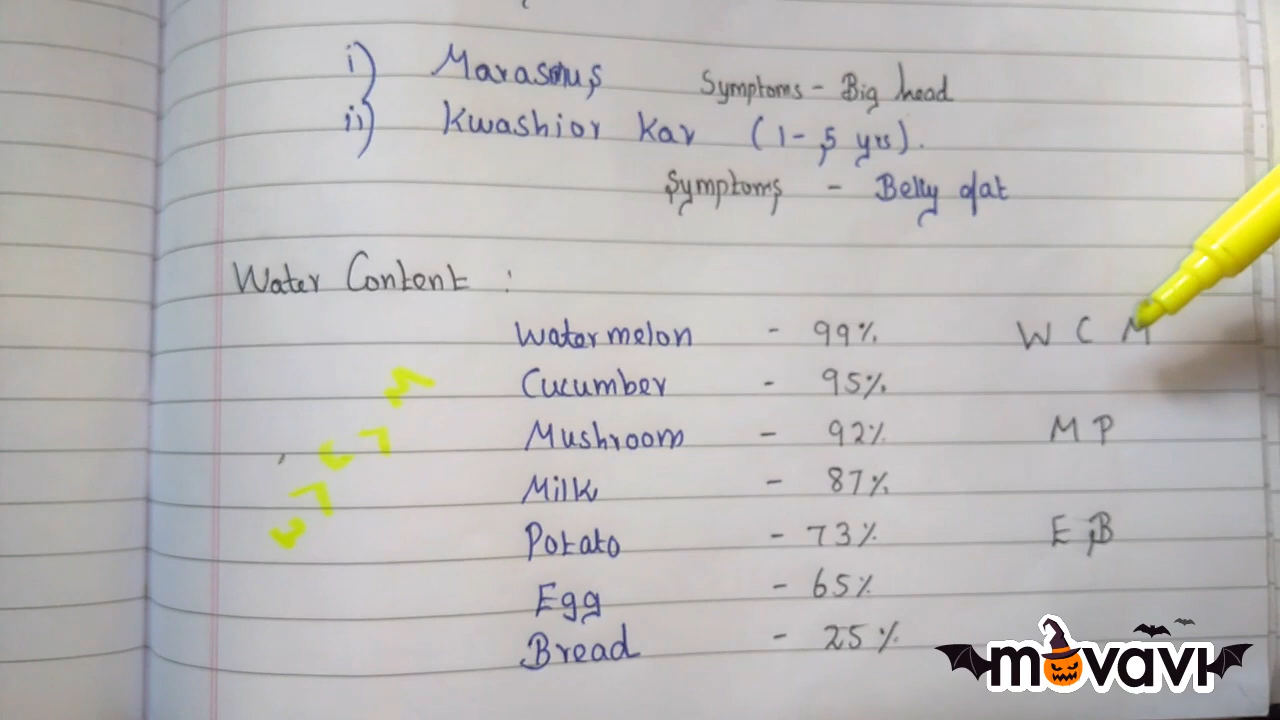 i) Marasmus Symptoms - Big head
ii) Kwashior kar (1-5 yrs).
Symptoms - Belly fat
Water Content :
Watermelon - 99% W C M
Cucumber - 95%
Mushroom - 92% M P
Milk - 87%
Potato - 73% E B
Egg - 65%
Bread - 25%
movavi